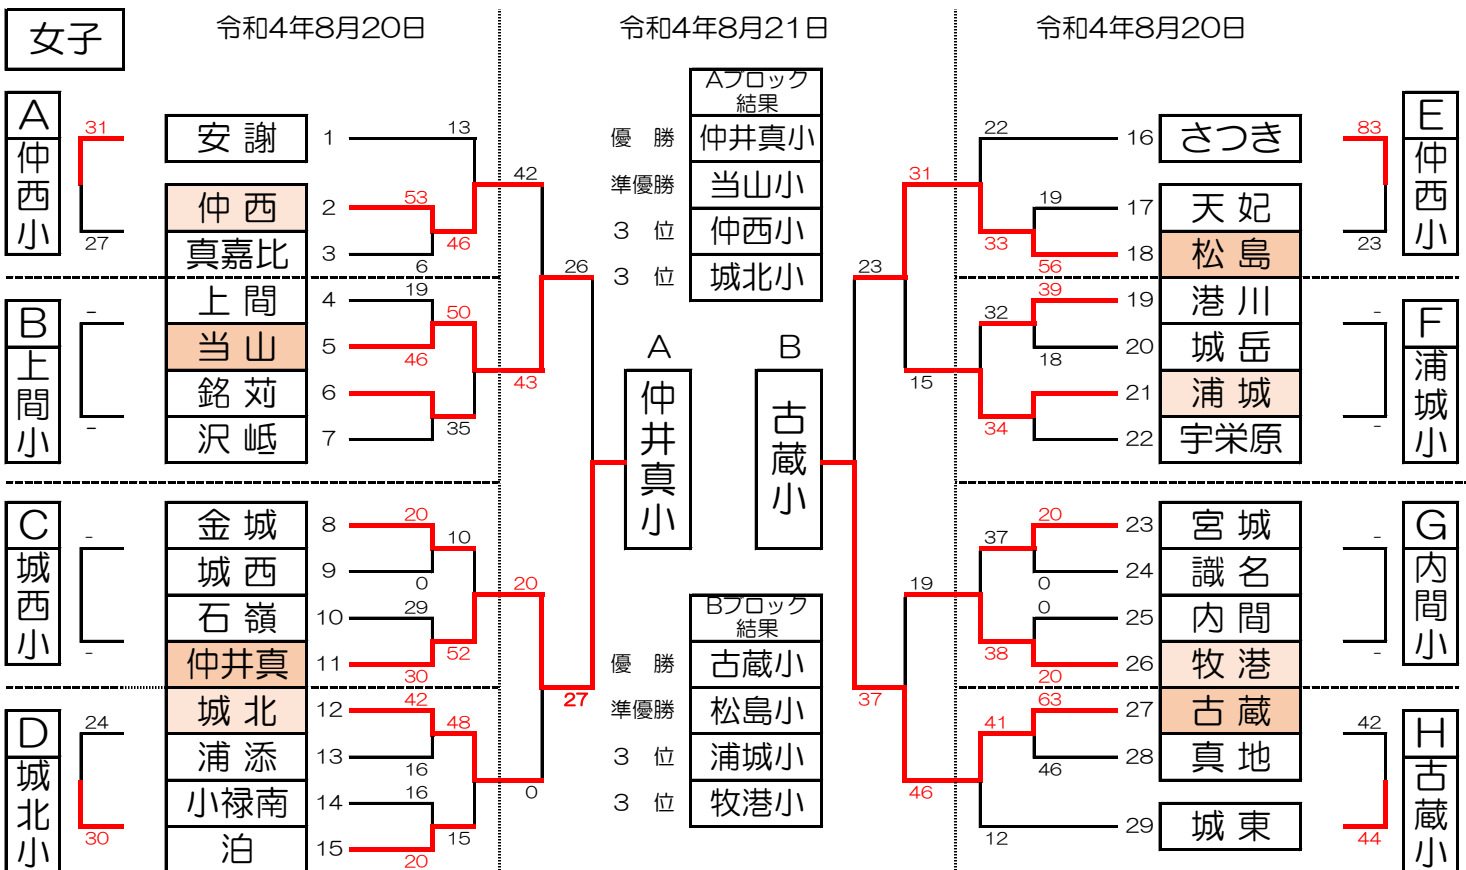 女子
令和4年8月20日
令和4年8月21日
令和4年8月20日
A
仲西小
31
27
安謝 1 13
仲西 2 53
真嘉比 3 6
46
42
B
上間小
-
-
上間 4 19
当山 5 46
50
銘苅 6
沢岻 7
35
43
26
C
城西小
-
-
金城 8 20
城西 9 0
10
石嶺 10 29
仲井真 11 30
52
20
D
城北小
24
30
城北 12 42
浦添 13 16
48
小禄南 14 16
泊 15 20
15
0
27
Aブロック
結果
優勝 仲井真小
準優勝 当山小
3位 仲西小
3位 城北小
A
仲井真小
B
古蔵小
Bブロック
結果
優勝 古蔵小
準優勝 松島小
3位 浦城小
3位 牧港小
22 16 さつき
19 17 天妃
56 18 松島
33
31
39 19 港川
18 20 城岳
32
21 浦城
22 宇栄原
34
15
23
20 23 宮城
0 24 識名
37
0 25 内間
20 26 牧港
38
19
63 27 古蔵
46 28 真地
41
12 29 城東
46
37
83
23
E
仲西小
-
-
F
浦城小
-
-
G
内間小
42
44
H
古蔵小